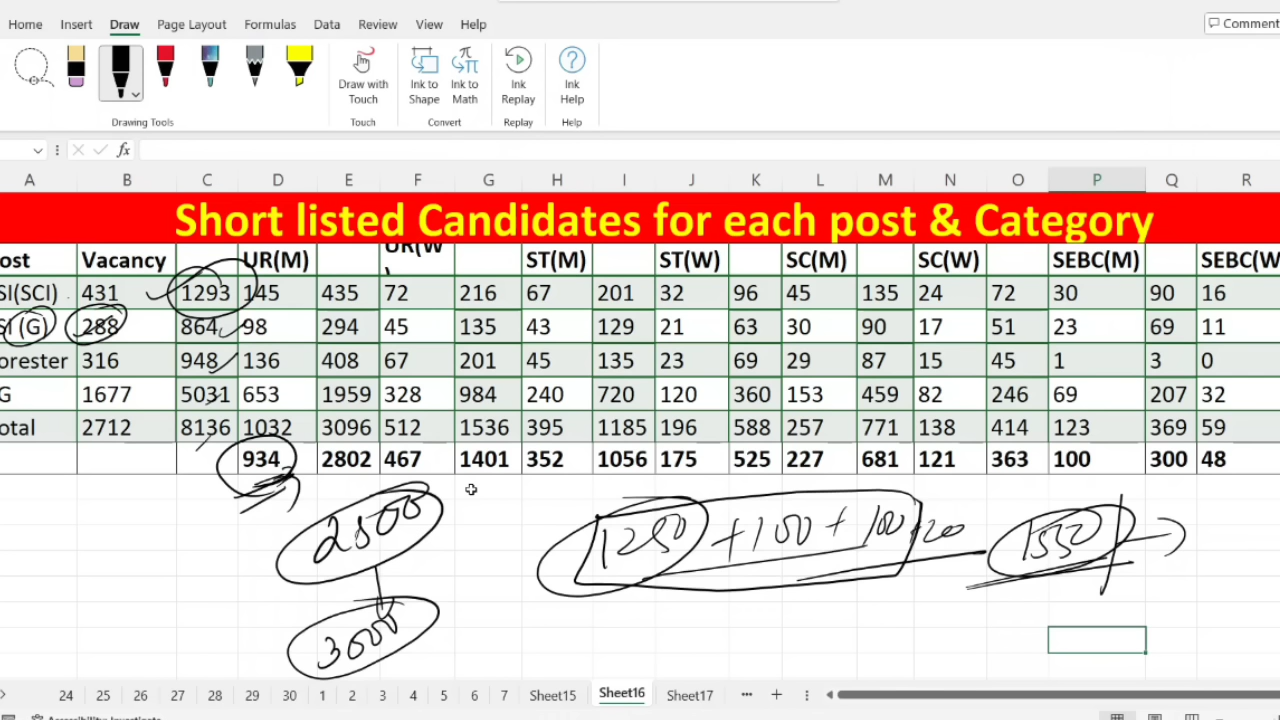 Home Insert Draw Page Layout Formulas Data Review View Help Comment
Draw with Touch Ink to Shape Ink to Math Ink Replay Ink Help
Drawing Tools Touch Convert Replay Help
fx
A B C D E F G H I J K L M N O P Q R
Short listed Candidates for each post & Category
ost Vacancy UR(M) UR(W) ST(M) ST(W) SC(M) SC(W) SEBC(M) SEBC(W
SI(SCI) 431 1293 145 435 72 216 67 201 32 96 45 135 24 72 30 90 16
SI (G) 288 864 98 294 45 135 43 129 21 63 30 90 17 51 23 69 11
orester 316 948 136 408 67 201 45 135 23 69 29 87 15 45 1 3 0
G 1677 5031 653 1959 328 984 240 720 120 360 153 459 82 246 69 207 32
otal 2712 8136 1032 3096 512 1536 395 1185 196 588 257 771 138 414 123 369 59
934 2802 467 1401 352 1056 175 525 227 681 121 363 100 300 48
2500 1250 +100 + 100 1550
3000
24 25 26 27 28 29 30 1 2 3 4 5 6 7 Sheet15 Sheet16 Sheet17